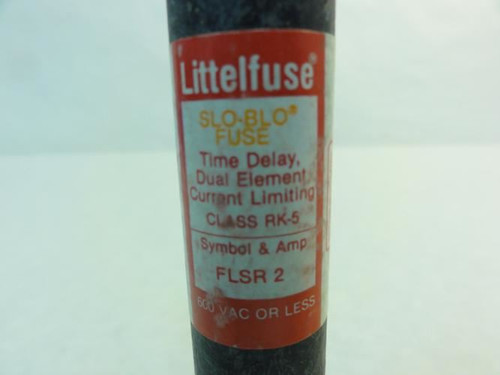 Littelfuse®
SLO-BLO®
FUSE
Time Delay,
Dual Element,
Current Limiting
CLASS RK-5
Symbol & Amp
FLSR 2
600 VAC OR LESS